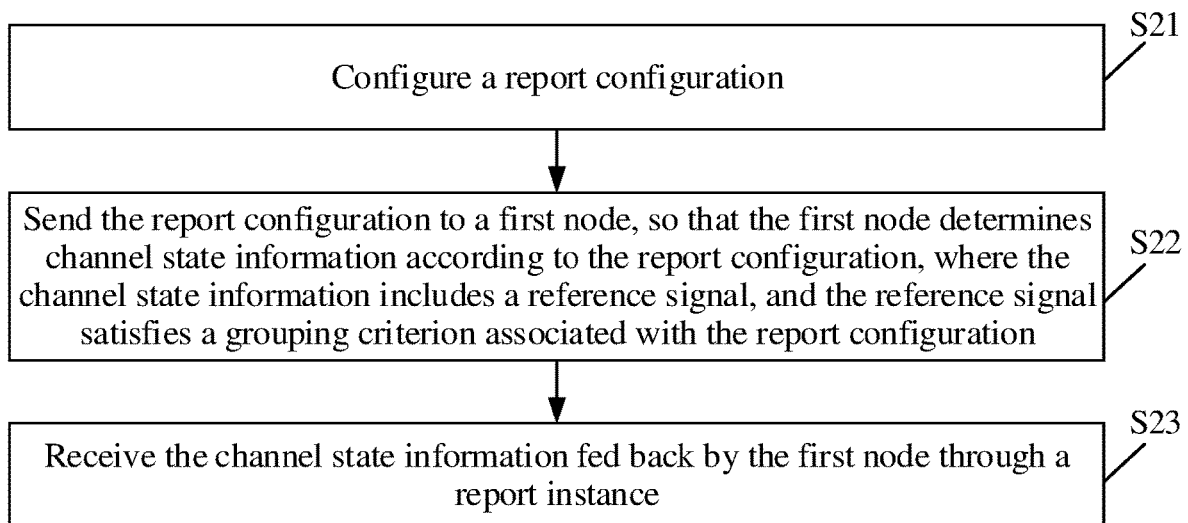 S21
Configure a report configuration
Send the report configuration to a first node, so that the first node determines
channel state information according to the report configuration, where the
channel state information includes a reference signal, and the reference signal
satisfies a grouping criterion associated with the report configuration
S22
S23
Receive the channel state information fed back by the first node through a
report instance